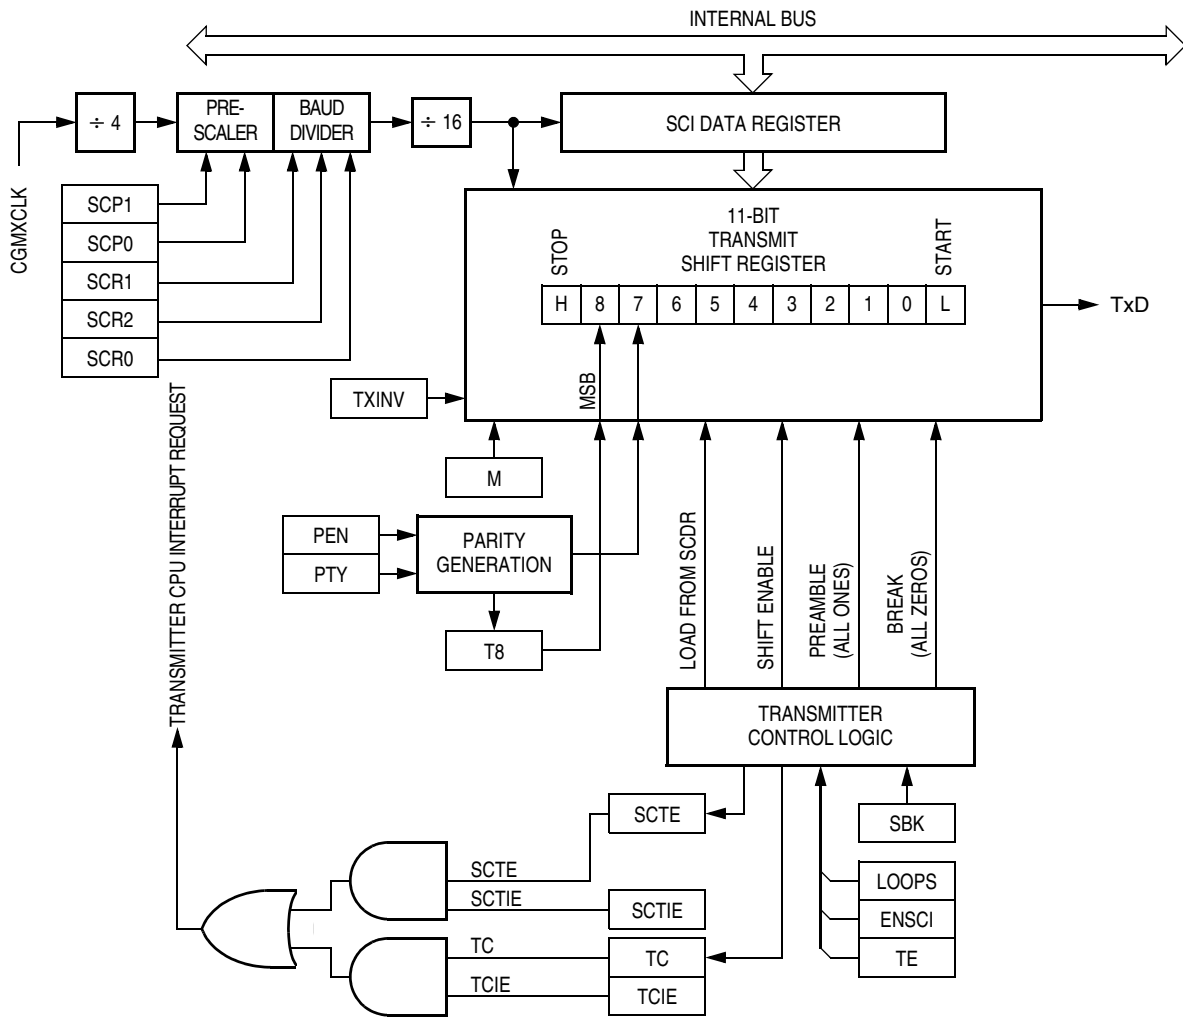 INTERNAL BUS
÷ 4
PRE-
SCALER
BAUD
DIVIDER
÷ 16
SCI DATA REGISTER
CGMXCLK
SCP1
SCP0
SCR1
SCR2
SCR0
11-BIT
TRANSMIT
SHIFT REGISTER
STOP
START
H 8 7 6 5 4 3 2 1 0 L
TxD
TXINV
MSB
M
TRANSMITTER CPU INTERRUPT REQUEST
PEN
PTY
PARITY
GENERATION
T8
LOAD FROM SCDR
SHIFT ENABLE
PREAMBLE
(ALL ONES)
BREAK
(ALL ZEROS)
TRANSMITTER
CONTROL LOGIC
SCTE
SBK
SCTE
SCTIE
SCTIE
LOOPS
ENSCI
TE
TC
TC
TCIE
TCIE